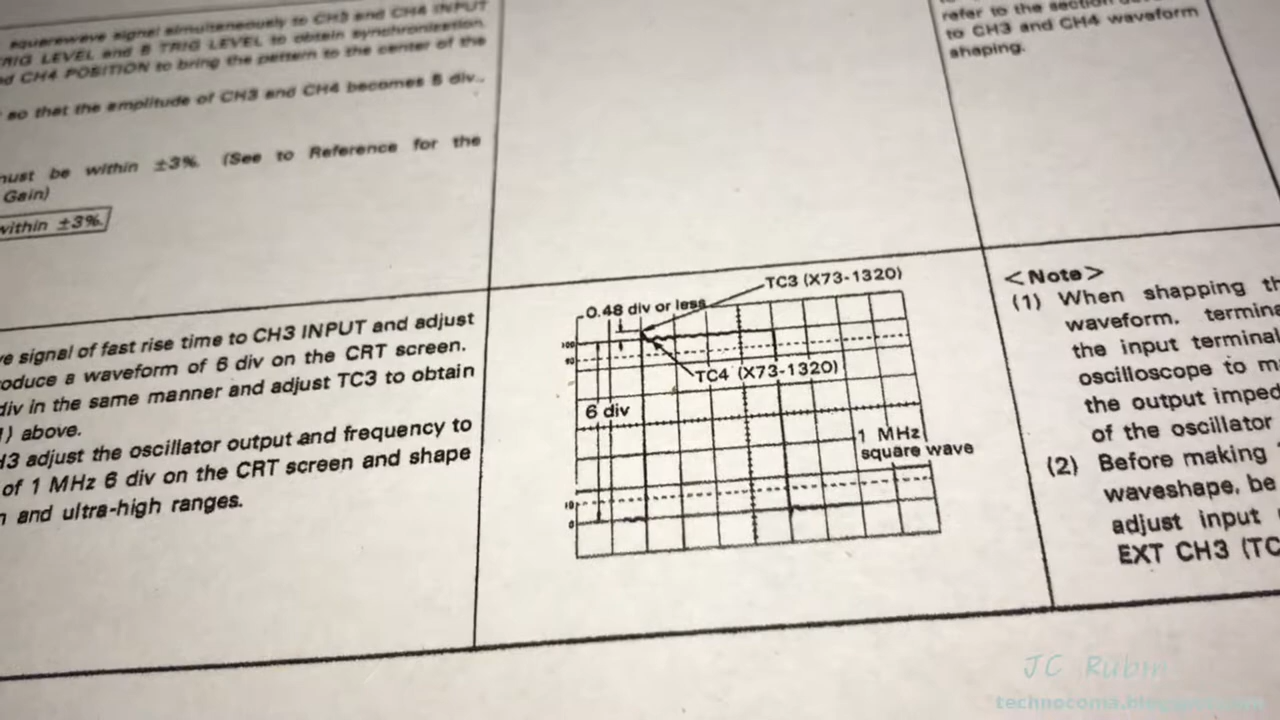 squarewave signal simultaneously to CH3 and CH4 INPUT
TRIG LEVEL and B TRIG LEVEL to obtain synchronization.
CH4 POSITION to bring the pattern to the center of the
so that the amplitude of CH3 and CH4 becomes 6 div.,
must be within ±3%. (See to Reference for the
Gain)
within ±3%.
signal of fast rise time to CH3 INPUT and adjust
a waveform of 6 div on the CRT screen.
div in the same manner and adjust TC3 to obtain
above.
adjust the oscillator output and frequency to
of 1 MHz 6 div on the CRT screen and shape
and ultra-high ranges.
TC3 (X73-1320)
0.48 div or less
100
90
TC4 (X73-1320)
6 div
1 MHz
square wave
10
0
refer to the section
to CH3 and CH4 waveform
shaping.
<Note>
(1) When shapping
waveform, termina
the input terminal
oscilloscope to
the output imped
of the oscillator
(2) Before making
waveshape, be
adjust input
EXT CH3 (TC
JC Rubin